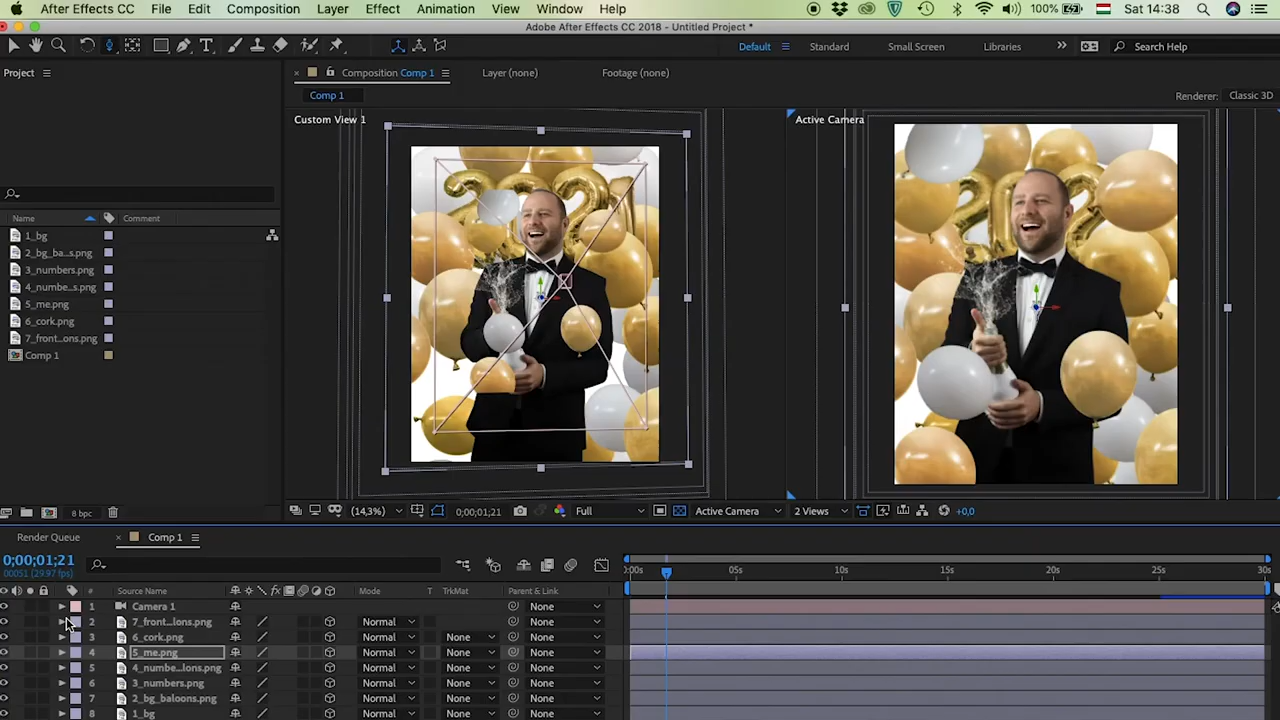 After Effects CC File Edit Composition Layer Effect Animation View Window Help 100% Sat 14:38
Adobe After Effects CC 2018 - Untitled Project *
Default Standard Small Screen Libraries Search Help
Project Composition Comp 1 Layer (none) Footage (none)
Comp 1 Renderer: Classic 3D
Custom View 1 Active Camera
Name Comment
1_bg
2_bg_ba...s.png
3_numbers.png
4_numbe...s.png
5_me.png
6_cork.png
7_front...ons.png
Comp 1
8 bpc (14,3%) 0;00;01;21 Full Active Camera 2 Views +0,0
Render Queue Comp 1
0;00;01;21
00051 (29.97 fps)
:00s 05s 10s 15s 20s 25s 30s
# Source Name Mode T TrkMat Parent & Link
1 Camera 1 None
2 7_front...lons.png Normal None
3 6_cork.png Normal None None
4 5_me.png Normal None None
5 4_numbe...lons.png Normal None None
6 3_numbers.png Normal None None
7 2_bg_baloons.png Normal None None
8 1_bg Normal None None